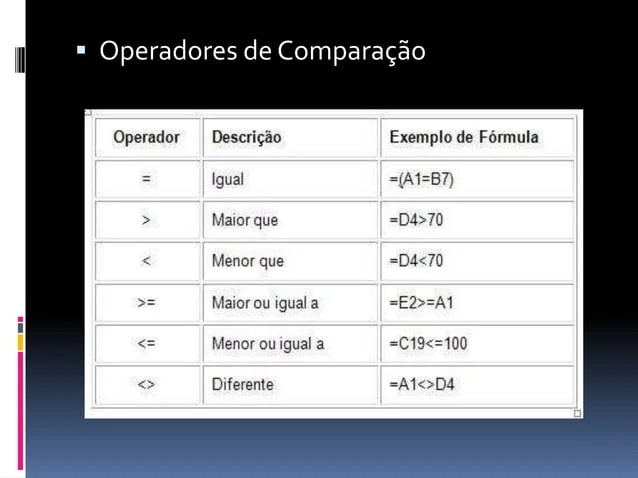 Operadores de Comparação
Operador Descrição Exemplo de Fórmula
= Igual =(A1=B7)
> Maior que =D4>70
< Menor que =D4<70
>= Maior ou igual a =E2>=A1
<= Menor ou igual a =C19<=100
<> Diferente =A1<>D4